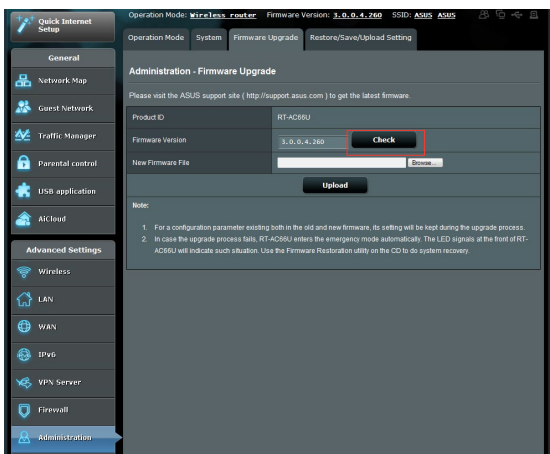 Quick Internet
Setup
Operation Mode: Wireless router Firmware Version: 3.0.0.4.260 SSID: ASUS ASUS
Operation Mode System Firmware Upgrade Restore/Save/Upload Setting
General
Network Map
Guest Network
Traffic Manager
Parental control
USB application
AiCloud
Advanced Settings
Wireless
LAN
WAN
IPv6
VPN Server
Firewall
Administration
Administration - Firmware Upgrade
Please visit the ASUS support site ( http://support.asus.com ) to get the latest firmware.
Product ID RT-AC66U
Firmware Version 3.0.0.4.260 Check
New Firmware File Browse...
Upload
Note:
1. For a configuration parameter existing both in the old and new firmware, its setting will be kept during the upgrade process.
2. In case the upgrade process fails, RT-AC66U enters the emergency mode automatically. The LED signals at the front of RT-
AC66U will indicate such situation. Use the Firmware Restoration utility on the CD to do system recovery.